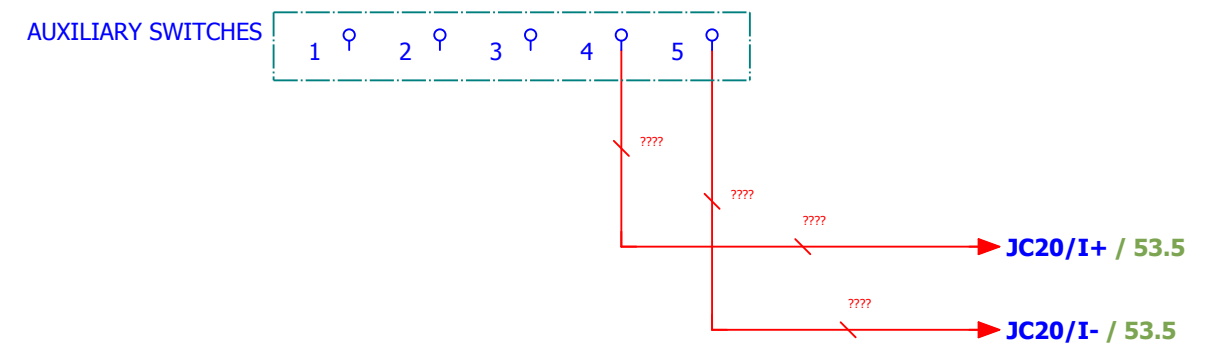 AUXILIARY SWITCHES
1 2 3 4 5
????
????
????
JC20/I+ / 53.5
????
JC20/I- / 53.5